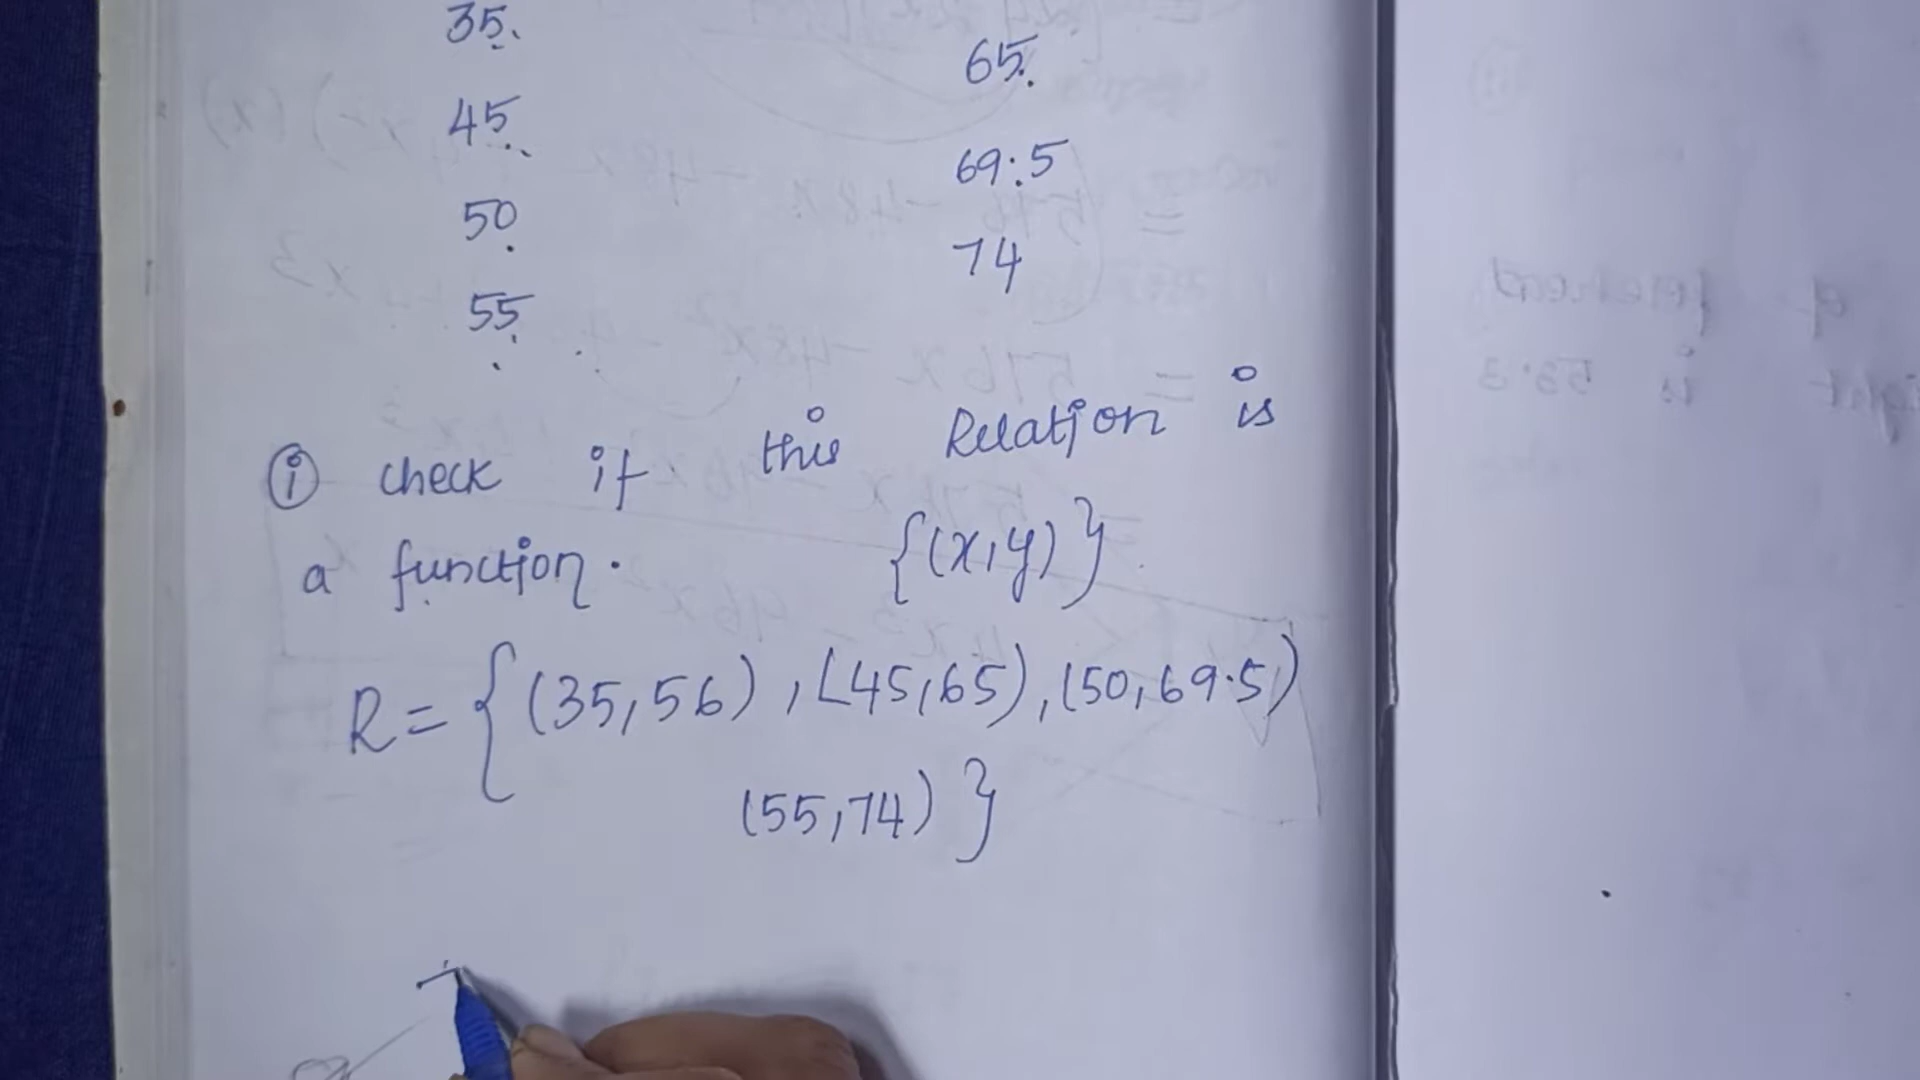 35.
65.
45
69.5
50
74
55
i check if this Relation is
a function. {(x,y)}
R = { (35,56), (45,65), (50,69.5)
(55,74) }